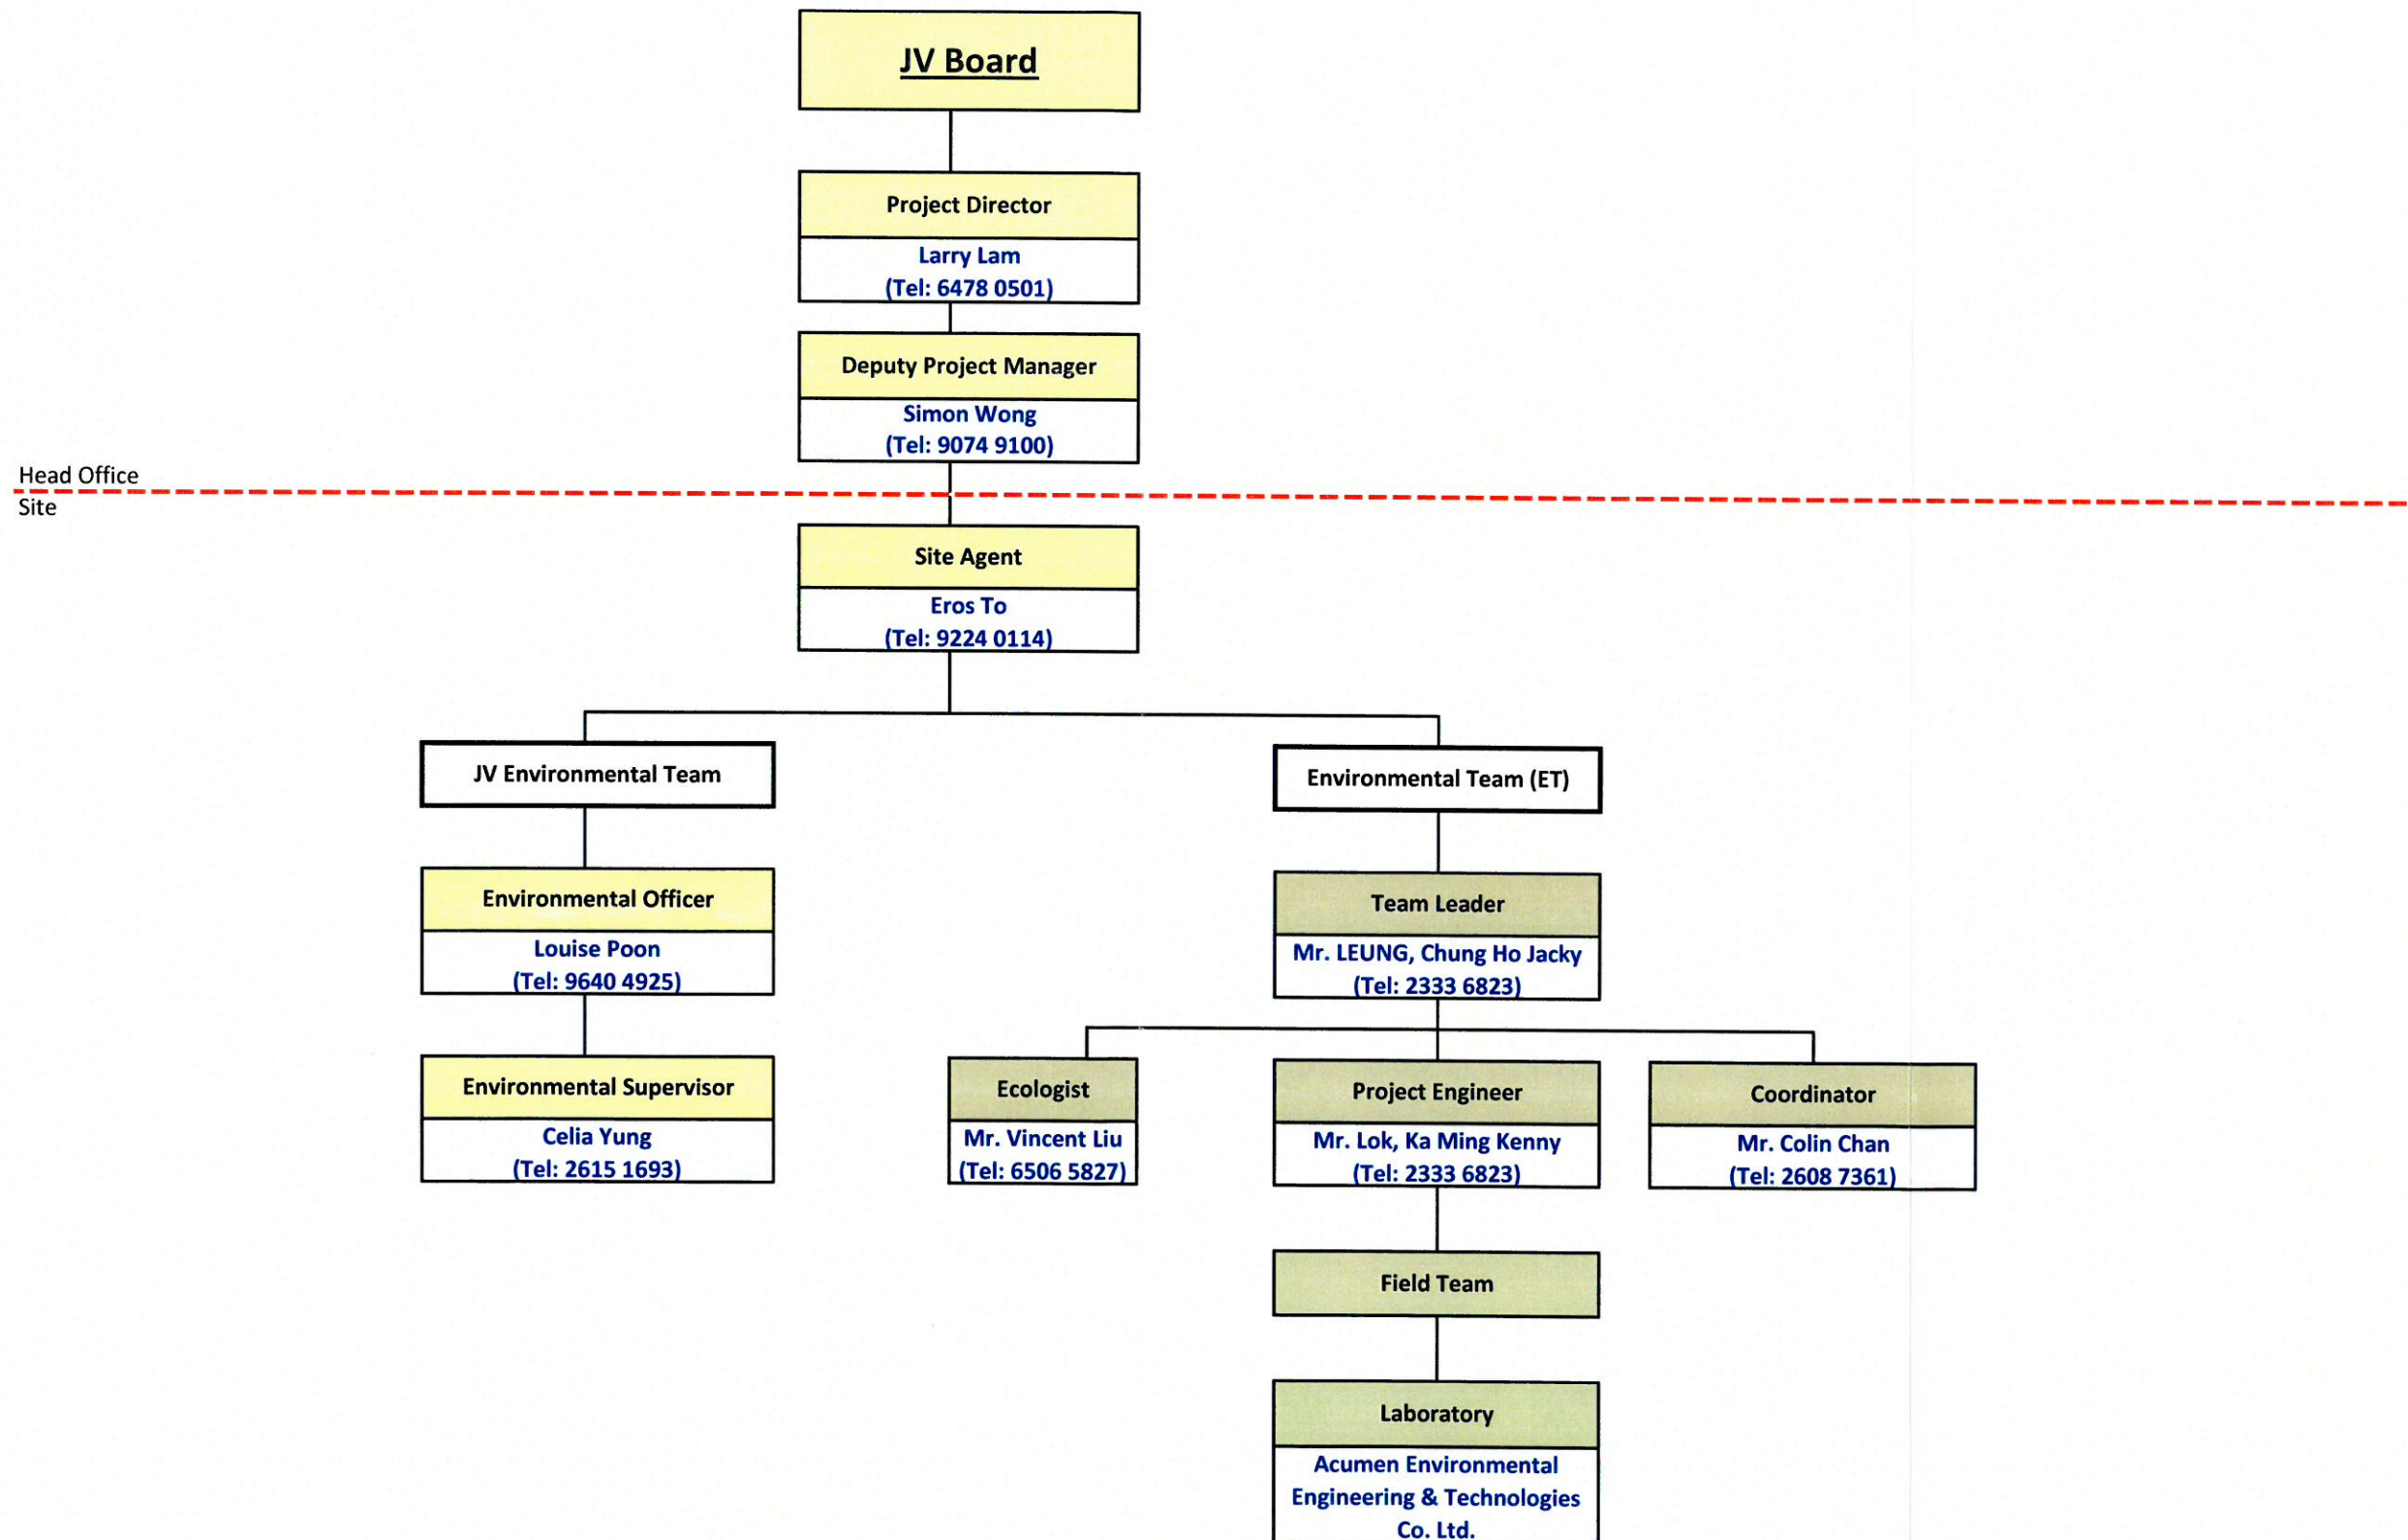 JV Board
Project Director
Larry Lam
(Tel: 6478 0501)
Deputy Project Manager
Simon Wong
(Tel: 9074 9100)
Head Office
Site
Site Agent
Eros To
(Tel: 9224 0114)
JV Environmental Team
Environmental Team (ET)
Environmental Officer
Louise Poon
(Tel: 9640 4925)
Team Leader
Mr. LEUNG, Chung Ho Jacky
(Tel: 2333 6823)
Environmental Supervisor
Celia Yung
(Tel: 2615 1693)
Ecologist
Mr. Vincent Liu
(Tel: 6506 5827)
Project Engineer
Mr. Lok, Ka Ming Kenny
(Tel: 2333 6823)
Coordinator
Mr. Colin Chan
(Tel: 2608 7361)
Field Team
Laboratory
Acumen Environmental
Engineering & Technologies
Co. Ltd.